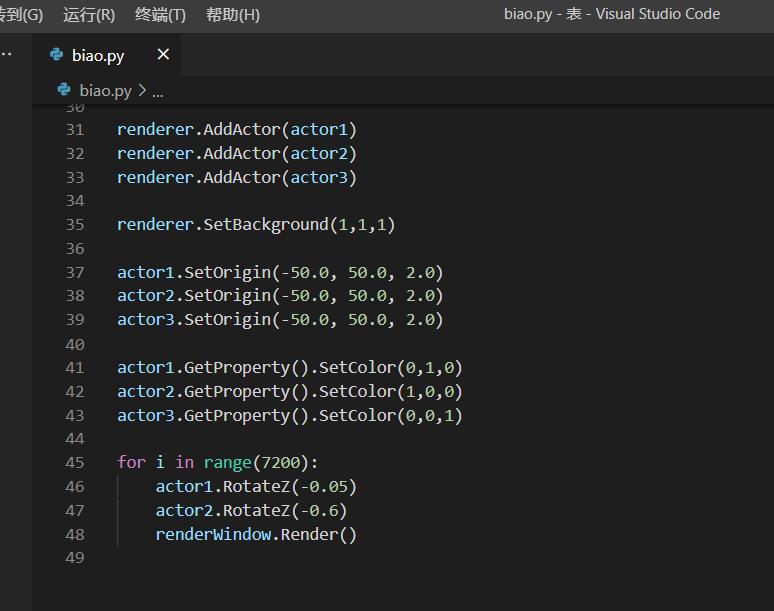 转到(G) 运行(R) 终端(T) 帮助(H) biao.py - 表 - Visual Studio Code
biao.py ×
biao.py > ...
30
31 renderer.AddActor(actor1)
32 renderer.AddActor(actor2)
33 renderer.AddActor(actor3)
34
35 renderer.SetBackground(1,1,1)
36
37 actor1.SetOrigin(-50.0, 50.0, 2.0)
38 actor2.SetOrigin(-50.0, 50.0, 2.0)
39 actor3.SetOrigin(-50.0, 50.0, 2.0)
40
41 actor1.GetProperty().SetColor(0,1,0)
42 actor2.GetProperty().SetColor(1,0,0)
43 actor3.GetProperty().SetColor(0,0,1)
44
45 for i in range(7200):
46     actor1.RotateZ(-0.05)
47     actor2.RotateZ(-0.6)
48     renderWindow.Render()
49